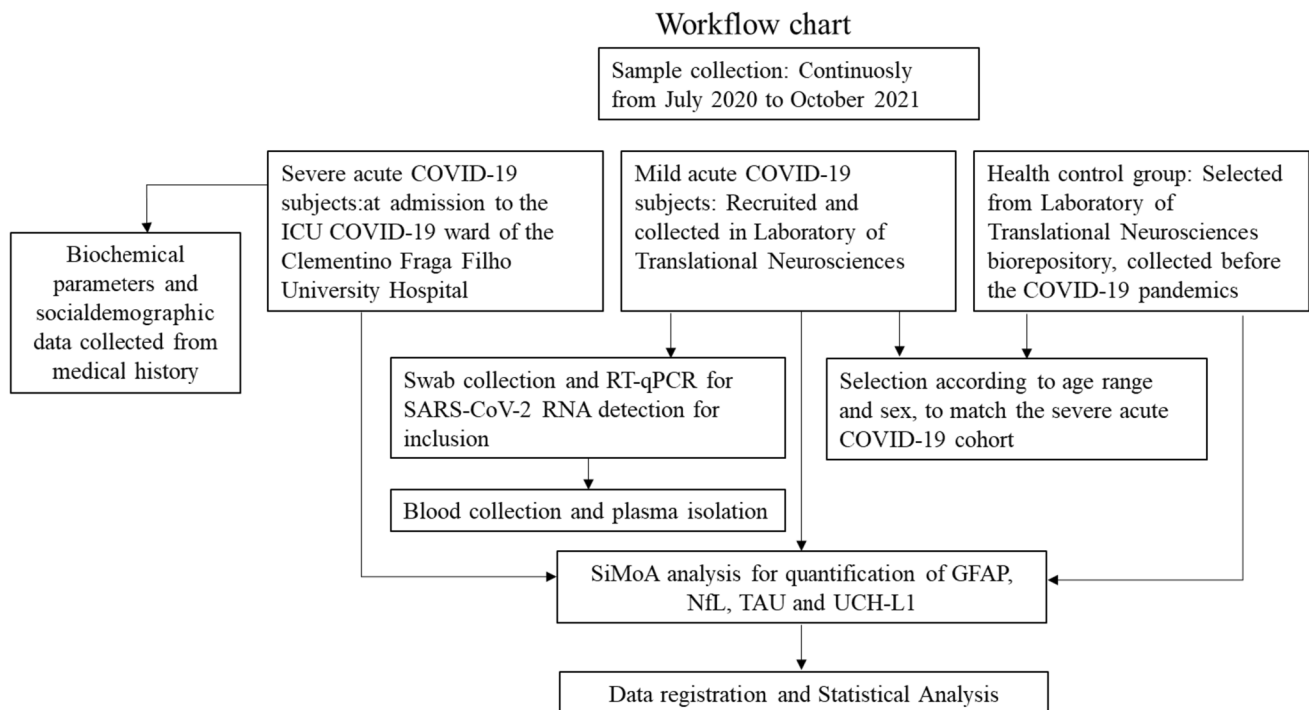 Workflow chart
Sample collection: Continuosly
from July 2020 to October 2021
Severe acute COVID-19
subjects:at admission to the
ICU COVID-19 ward of the
Clementino Fraga Filho
University Hospital
Mild acute COVID-19
subjects: Recruited and
collected in Laboratory of
Translational Neurosciences
Health control group: Selected
from Laboratory of
Translational Neurosciences
biorepository, collected before
the COVID-19 pandemics
Biochemical
parameters and
socialdemographic
data collected from
medical history
Swab collection and RT-qPCR for
SARS-CoV-2 RNA detection for
inclusion
Selection according to age range
and sex, to match the severe acute
COVID-19 cohort
Blood collection and plasma isolation
SiMoA analysis for quantification of GFAP,
NfL, TAU and UCH-L1
Data registration and Statistical Analysis